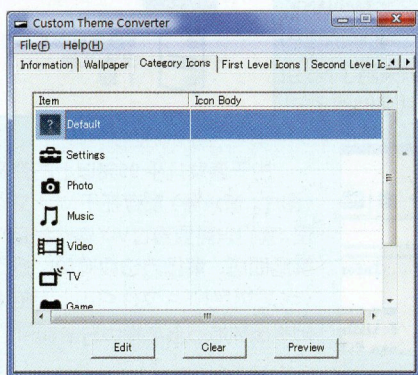 Custom Theme Converter
File(F) Help(H)
Information Wallpaper Category Icons First Level Icons Second Level Ic
Item Icon Body
? Default
Settings
Photo
Music
Video
TV
Game
Edit Clear Preview